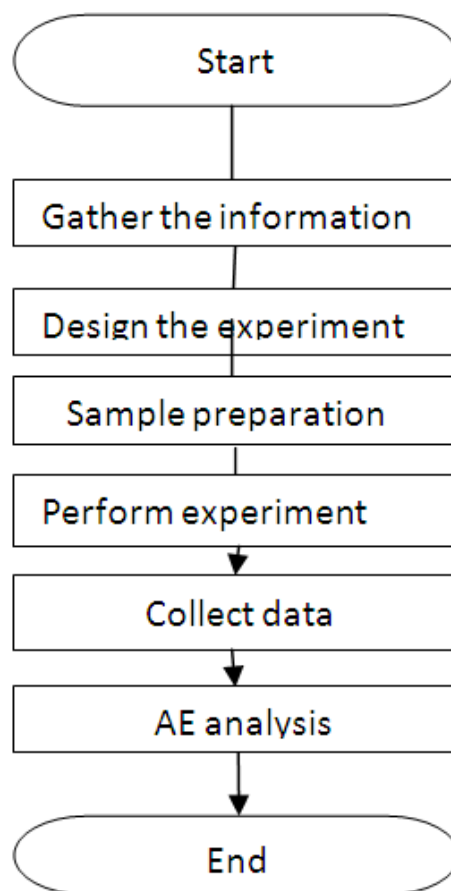 Start
Gather the information
Design the experiment
Sample preparation
Perform experiment
Collect data
AE analysis
End